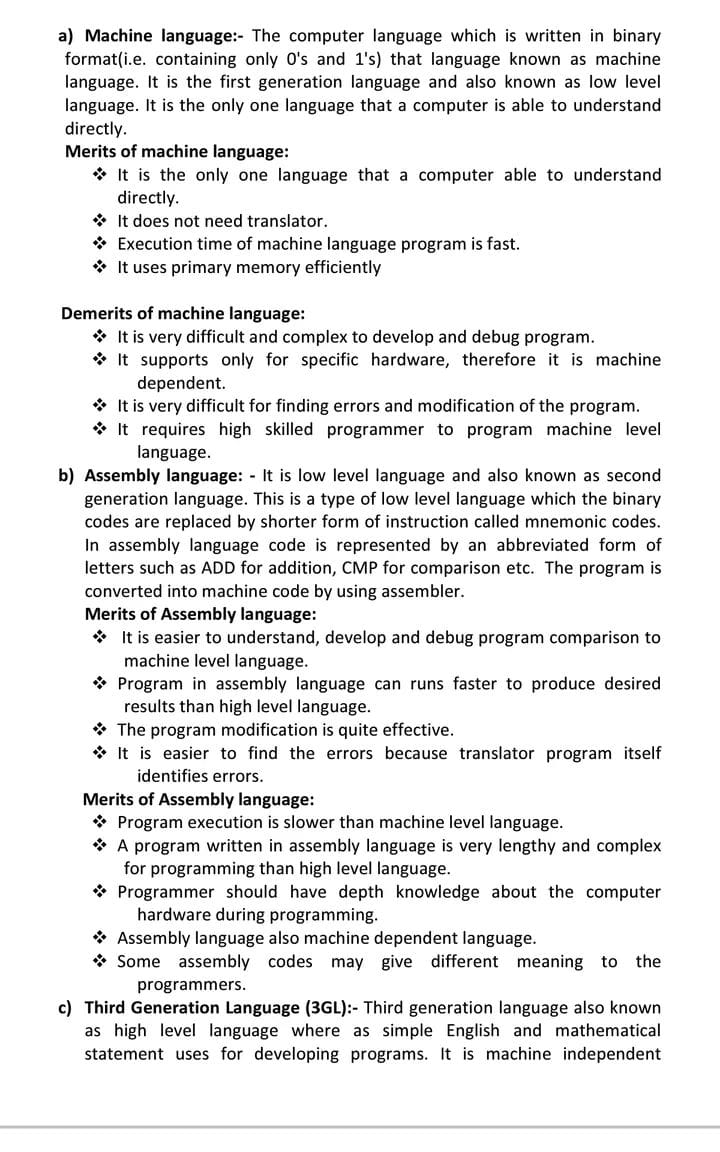 a) Machine language:- The computer language which is written in binary
format(i.e. containing only 0's and 1's) that language known as machine
language. It is the first generation language and also known as low level
language. It is the only one language that a computer is able to understand
directly.
Merits of machine language:
❖ It is the only one language that a computer able to understand
directly.
❖ It does not need translator.
❖ Execution time of machine language program is fast.
❖ It uses primary memory efficiently
Demerits of machine language:
❖ It is very difficult and complex to develop and debug program.
❖ It supports only for specific hardware, therefore it is machine
dependent.
❖ It is very difficult for finding errors and modification of the program.
❖ It requires high skilled programmer to program machine level
language.
b) Assembly language: - It is low level language and also known as second
generation language. This is a type of low level language which the binary
codes are replaced by shorter form of instruction called mnemonic codes.
In assembly language code is represented by an abbreviated form of
letters such as ADD for addition, CMP for comparison etc. The program is
converted into machine code by using assembler.
Merits of Assembly language:
❖ It is easier to understand, develop and debug program comparison to
machine level language.
❖ Program in assembly language can runs faster to produce desired
results than high level language.
❖ The program modification is quite effective.
❖ It is easier to find the errors because translator program itself
identifies errors.
Merits of Assembly language:
❖ Program execution is slower than machine level language.
❖ A program written in assembly language is very lengthy and complex
for programming than high level language.
❖ Programmer should have depth knowledge about the computer
hardware during programming.
❖ Assembly language also machine dependent language.
❖ Some assembly codes may give different meaning to the
programmers.
c) Third Generation Language (3GL):- Third generation language also known
as high level language where as simple English and mathematical
statement uses for developing programs. It is machine independent